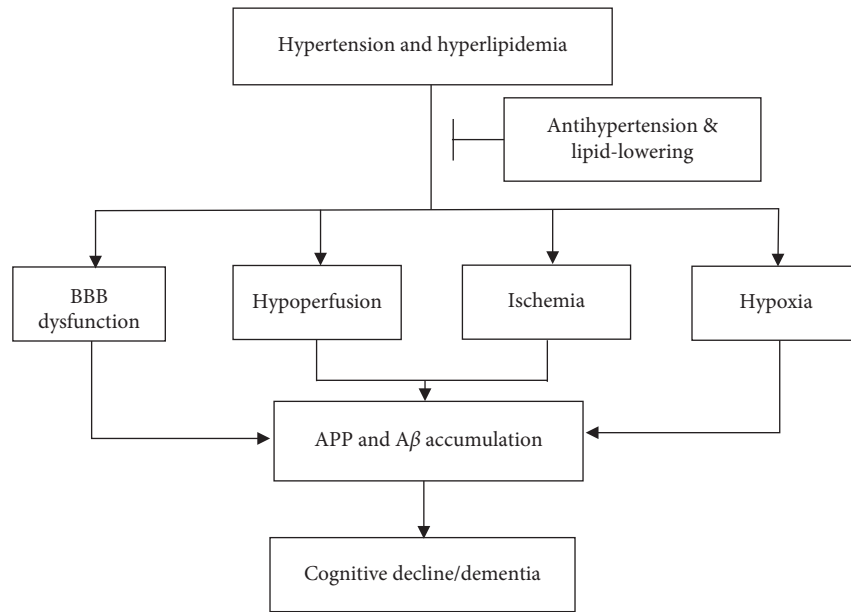 Hypertension and hyperlipidemia
Antihypertension &
lipid-lowering
BBB
dysfunction
Hypoperfusion
Ischemia
Hypoxia
APP and Aβ accumulation
Cognitive decline/dementia